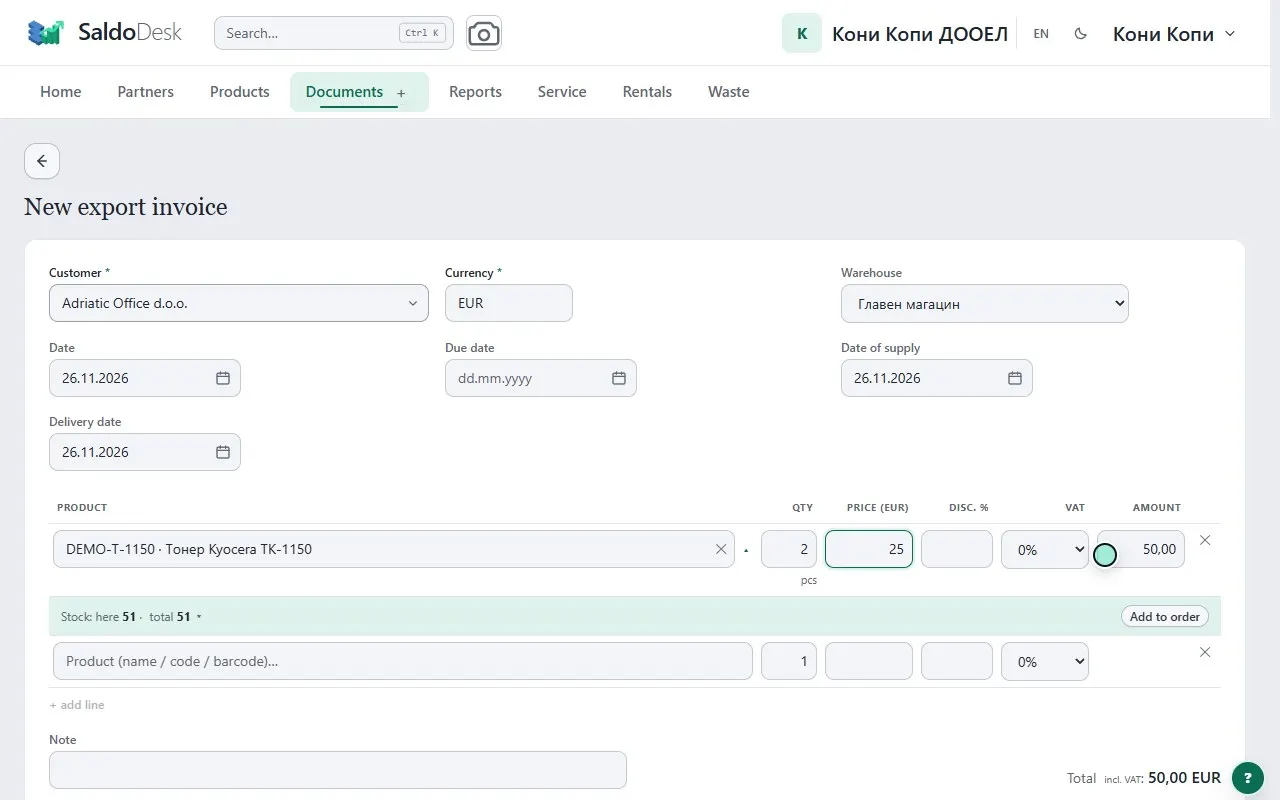 SaldoDesk
Search...
Ctrl K
К
Кони Копи ДООЕЛ
EN
Кони Копи
Home
Partners
Products
Documents +
Reports
Service
Rentals
Waste
New export invoice
Customer *
Currency *
Warehouse
Adriatic Office d.o.o.
EUR
Главен магацин
Date
Due date
Date of supply
26.11.2026
dd.mm.yyyy
26.11.2026
Delivery date
26.11.2026
PRODUCT
QTY
PRICE (EUR)
DISC. %
VAT
AMOUNT
DEMO-T-1150 · Тонер Kyocera TK-1150
2
25
0%
50,00
pcs
Stock: here 51 · total 51
Add to order
Product (name / code / barcode)...
1
0%
+ add line
Note
Total incl. VAT: 50,00 EUR
?